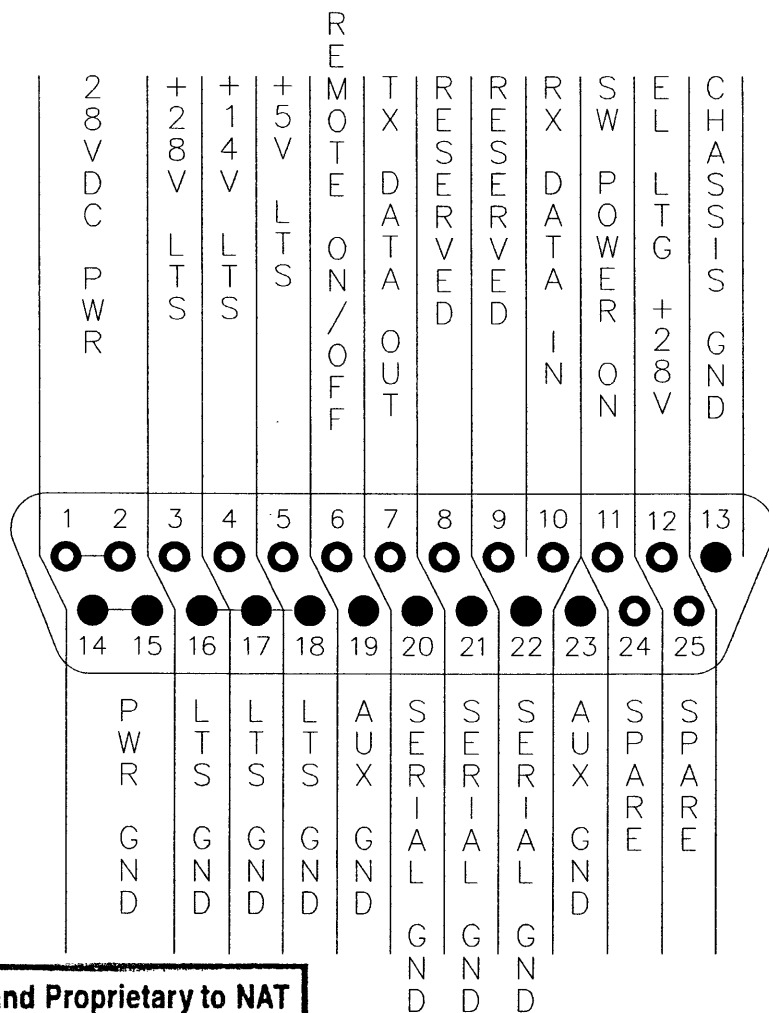 28VDC PWR
+28V LTS
+14V LTS
+5V LTS
REMOTE ON/OFF
TX DATA OUT
RESERVED
RESERVED
RX DATA IN
SW POWER ON
EL LTG +28V
CHASSIS GND
1 2 3 4 5 6 7 8 9 10 11 12 13
14 15 16 17 18 19 20 21 22 23 24 25
PWR GND
LTS GND
LTS GND
LTS GND
AUX GND
SERIAL GND
SERIAL GND
SERIAL GND
AUX GND
SPARE
SPARE
and Proprietary to NAT